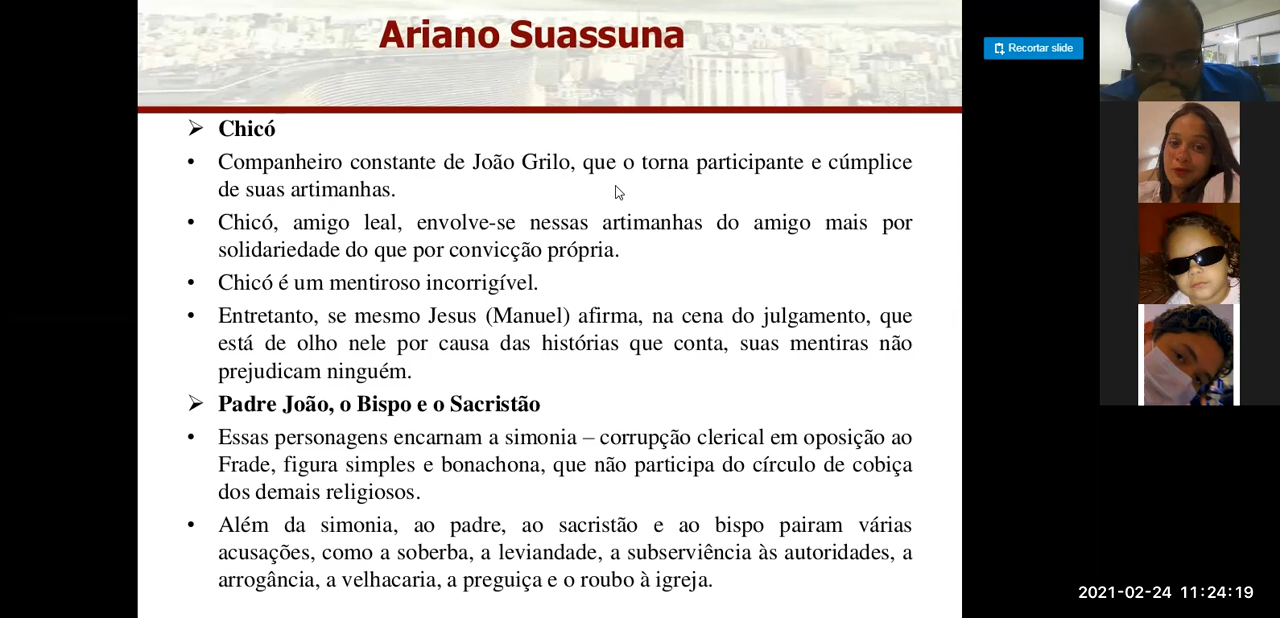 Ariano Suassuna
Recortar slide
➢ Chicó
• Companheiro constante de João Grilo, que o torna participante e cúmplice
de suas artimanhas.
• Chicó, amigo leal, envolve-se nessas artimanhas do amigo mais por
solidariedade do que por convicção própria.
• Chicó é um mentiroso incorrigível.
• Entretanto, se mesmo Jesus (Manuel) afirma, na cena do julgamento, que
está de olho nele por causa das histórias que conta, suas mentiras não
prejudicam ninguém.
➢ Padre João, o Bispo e o Sacristão
• Essas personagens encarnam a simonia – corrupção clerical em oposição ao
Frade, figura simples e bonachona, que não participa do círculo de cobiça
dos demais religiosos.
• Além da simonia, ao padre, ao sacristão e ao bispo pairam várias
acusações, como a soberba, a leviandade, a subserviência às autoridades, a
arrogância, a velhacaria, a preguiça e o roubo à igreja.
2021-02-24 11:24:19